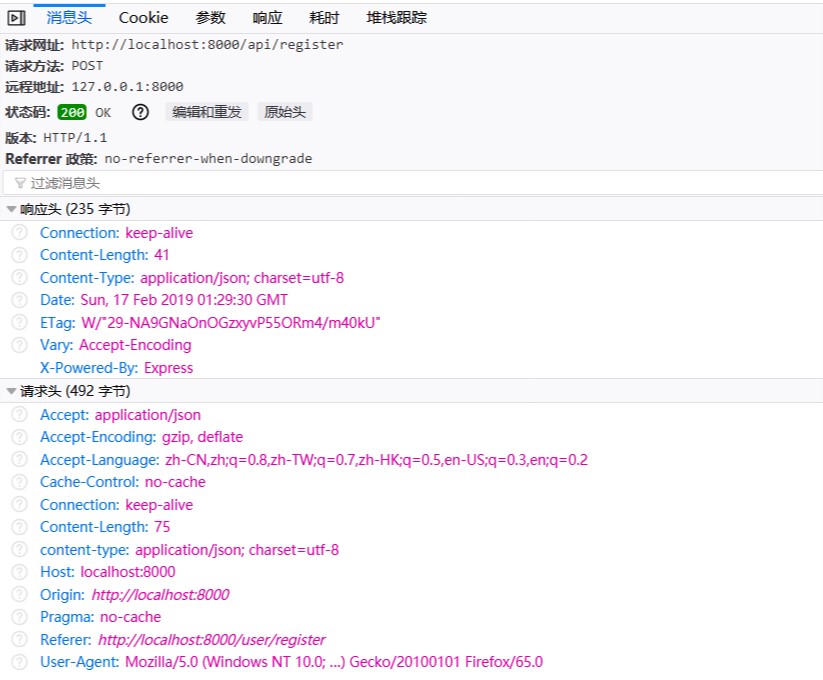 消息头 Cookie 参数 响应 耗时 堆栈跟踪
请求网址: http://localhost:8000/api/register
请求方法: POST
远程地址: 127.0.0.1:8000
状态码: 200 OK ? 编辑和重发 原始头
版本: HTTP/1.1
Referrer 政策: no-referrer-when-downgrade
过滤消息头
响应头 (235 字节)
? Connection: keep-alive
? Content-Length: 41
? Content-Type: application/json; charset=utf-8
? Date: Sun, 17 Feb 2019 01:29:30 GMT
? ETag: W/"29-NA9GNaOnOGzxyvP55ORm4/m40kU"
? Vary: Accept-Encoding
X-Powered-By: Express
请求头 (492 字节)
? Accept: application/json
? Accept-Encoding: gzip, deflate
? Accept-Language: zh-CN,zh;q=0.8,zh-TW;q=0.7,zh-HK;q=0.5,en-US;q=0.3,en;q=0.2
? Cache-Control: no-cache
? Connection: keep-alive
? Content-Length: 75
? content-type: application/json; charset=utf-8
? Host: localhost:8000
? Origin: http://localhost:8000
? Pragma: no-cache
? Referer: http://localhost:8000/user/register
? User-Agent: Mozilla/5.0 (Windows NT 10.0; ...) Gecko/20100101 Firefox/65.0